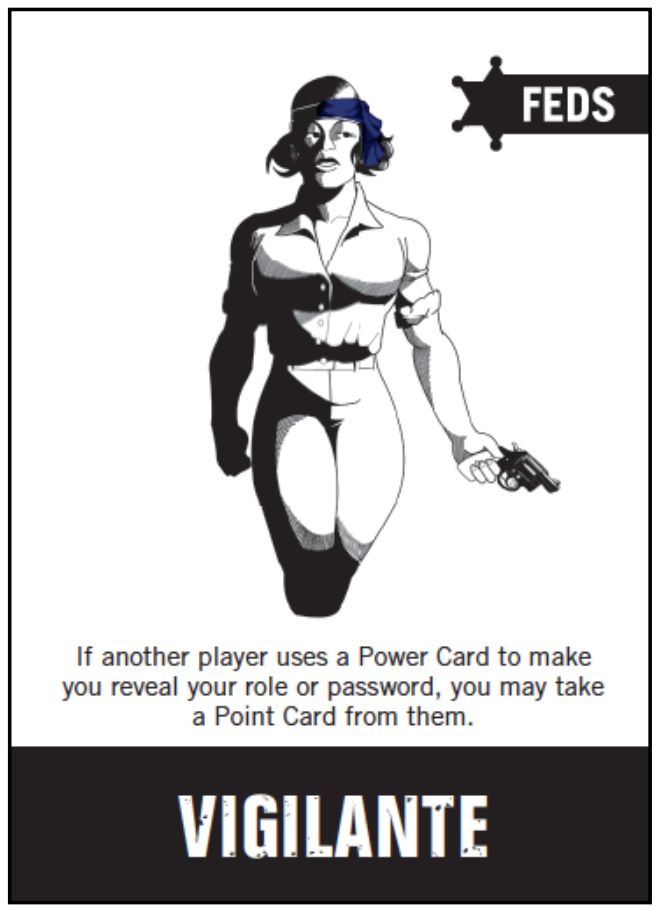 FEDS
If another player uses a Power Card to make
you reveal your role or password, you may take
a Point Card from them.
VIGILANTE